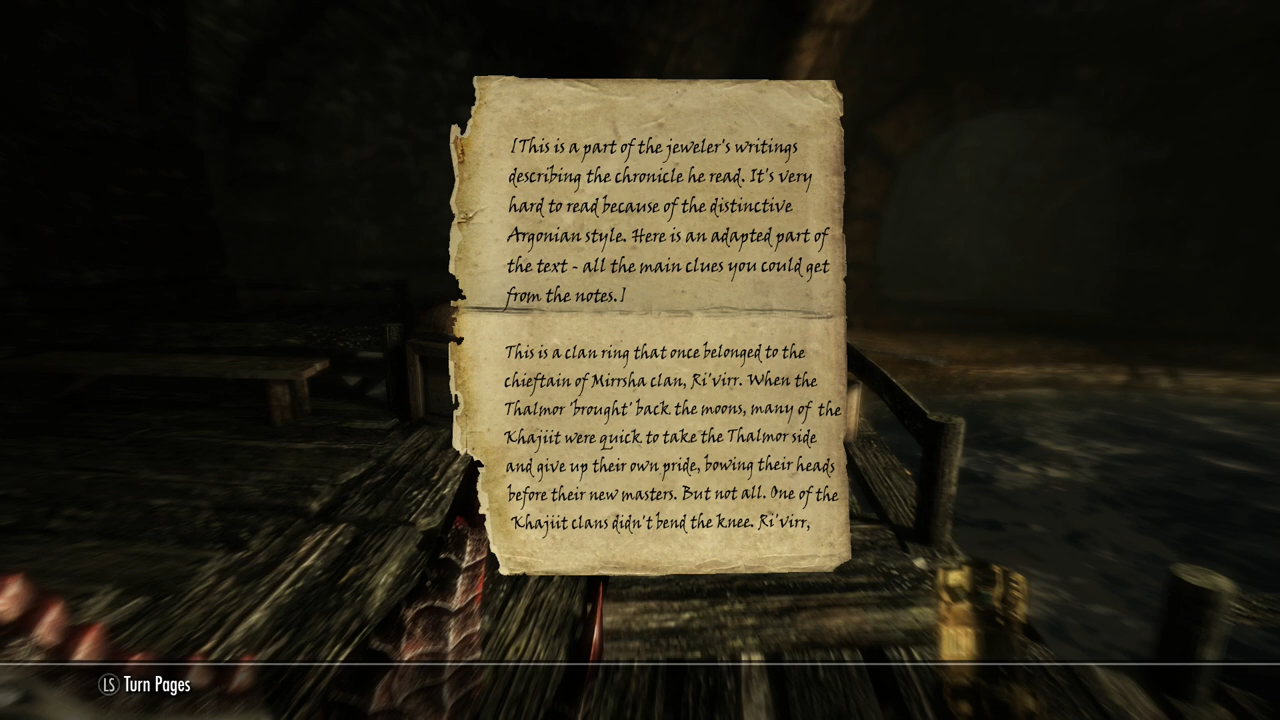 [This is a part of the jeweler's writings
describing the chronicle he read. It's very
hard to read because of the distinctive
Argonian style. Here is an adapted part of
the text - all the main clues you could get
from the notes.]
This is a clan ring that once belonged to the
chieftain of Mirrsha clan, Ri'virr. When the
Thalmor 'brought' back the moons, many of the
Khajiit were quick to take the Thalmor side
and give up their own pride, bowing their heads
before their new masters. But not all. One of the
Khajiit clans didn't bend the knee. Ri'virr,
LS Turn Pages